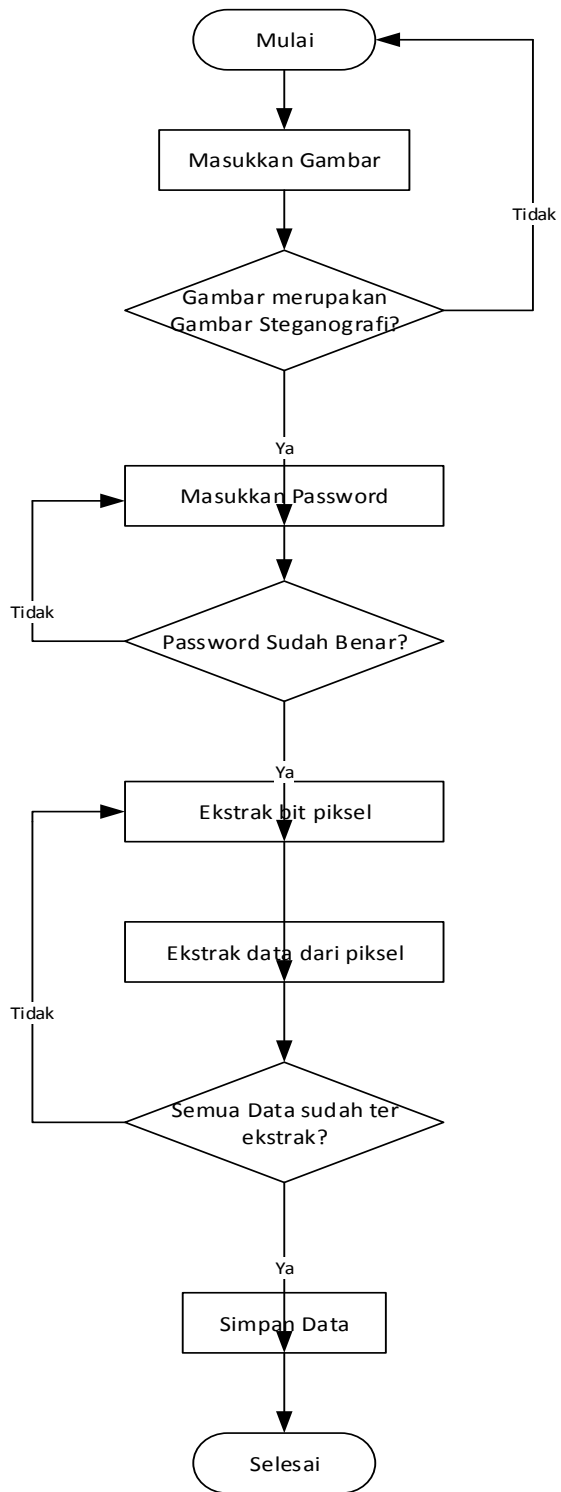 Mulai
Masukkan Gambar
Tidak
Gambar merupakan
Gambar Steganografi?
Ya
Masukkan Password
Tidak
Password Sudah Benar?
Ya
Ekstrak bit piksel
Ekstrak data dari piksel
Tidak
Semua Data sudah ter
ekstrak?
Ya
Simpan Data
Selesai